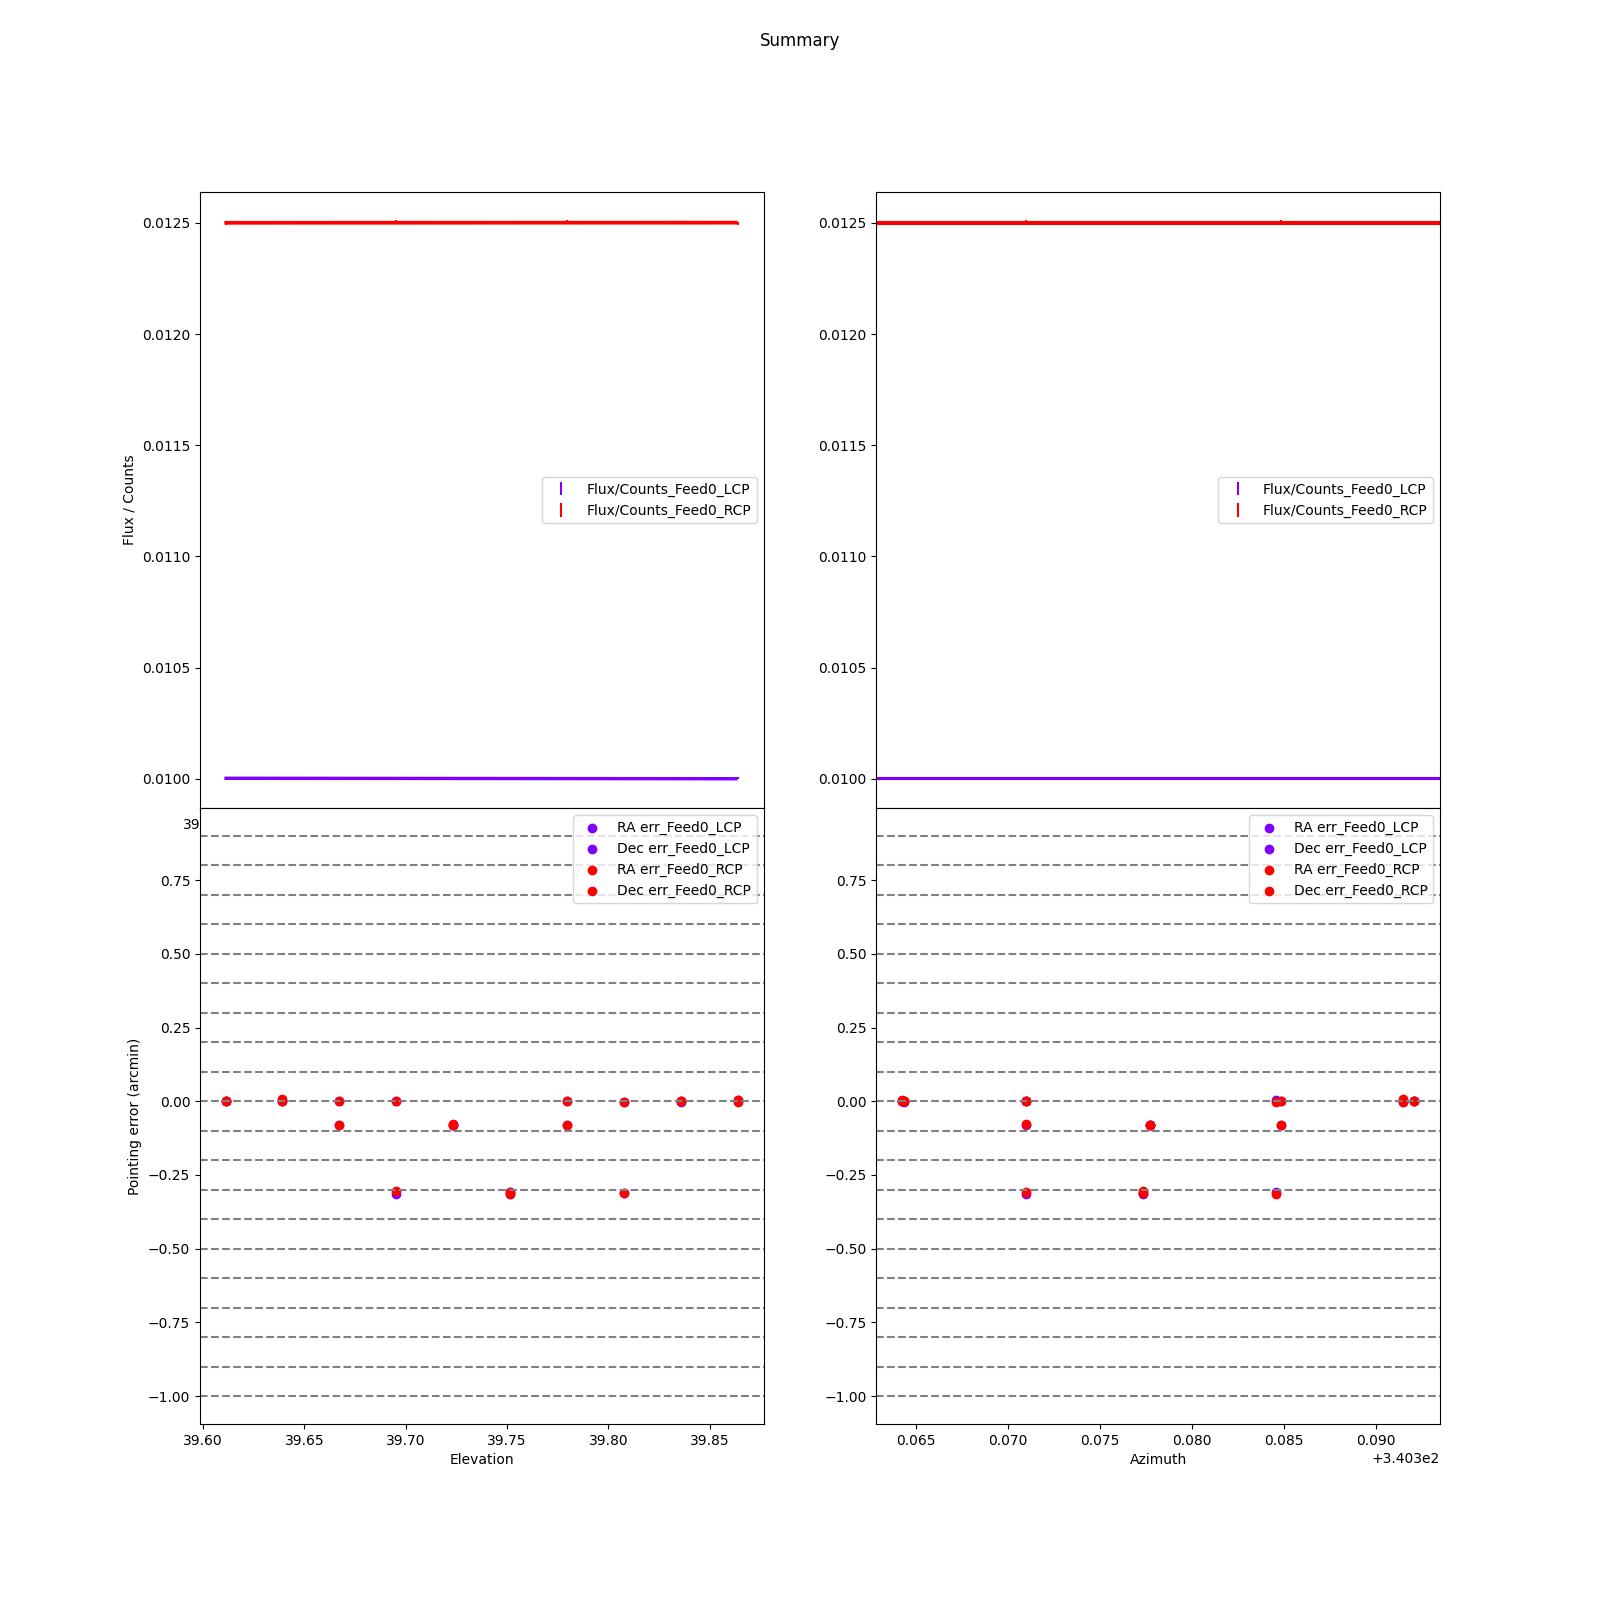 Summary
0.0125
0.0120
0.0115
0.0110
0.0105
0.0100
Flux / Counts
Flux/Counts_Feed0_LCP
Flux/Counts_Feed0_RCP
0.0125
0.0120
0.0115
0.0110
0.0105
0.0100
Flux/Counts_Feed0_LCP
Flux/Counts_Feed0_RCP
39
RA err_Feed0_LCP
Dec err_Feed0_LCP
RA err_Feed0_RCP
Dec err_Feed0_RCP
0.75
0.50
0.25
0.00
−0.25
−0.50
−0.75
−1.00
Pointing error (arcmin)
39.60 39.65 39.70 39.75 39.80 39.85
Elevation
RA err_Feed0_LCP
Dec err_Feed0_LCP
RA err_Feed0_RCP
Dec err_Feed0_RCP
0.75
0.50
0.25
0.00
−0.25
−0.50
−0.75
−1.00
0.065 0.070 0.075 0.080 0.085 0.090
Azimuth
+3.403e2